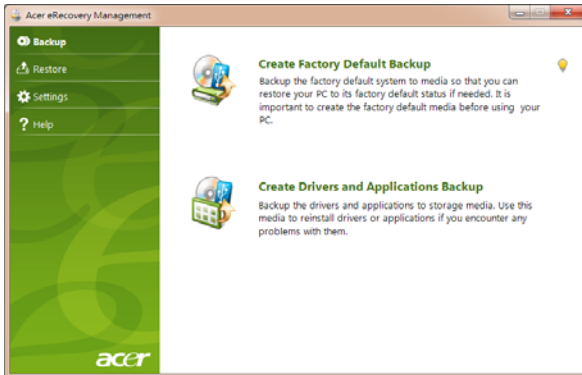 Acer eRecovery Management
Backup
Restore
Settings
Help
Create Factory Default Backup
Backup the factory default system to media so that you can
restore your PC to its factory default status if needed. It is
important to create the factory default media before using your
PC.
Create Drivers and Applications Backup
Backup the drivers and applications to storage media. Use this
media to reinstall drivers or applications if you encounter any
problems with them.
acer